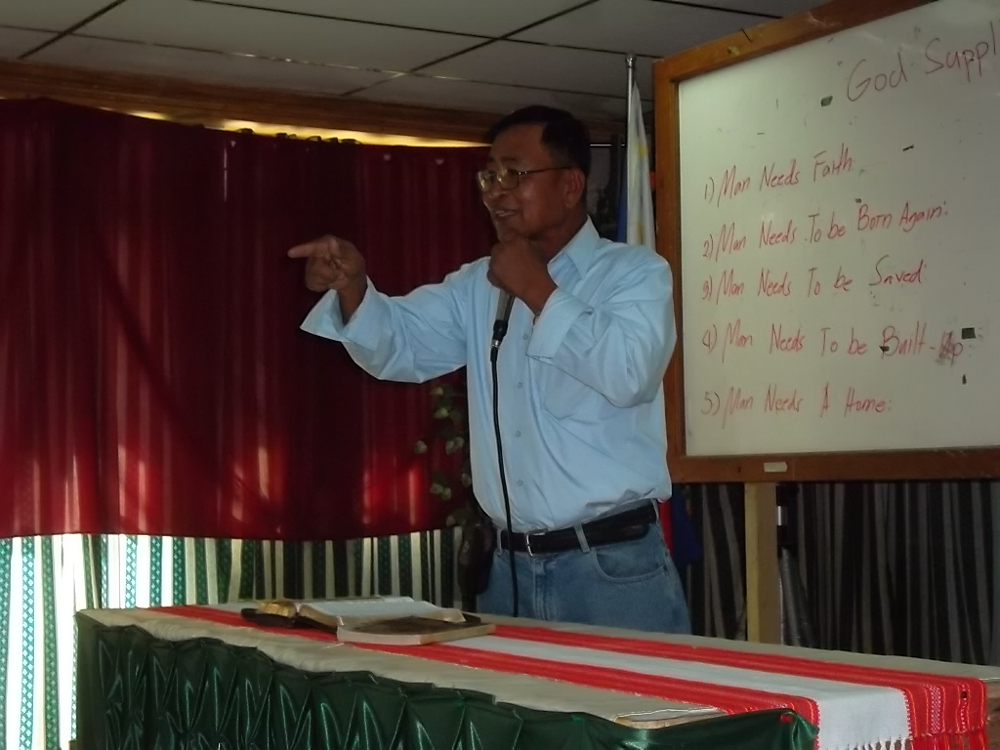 God Suppl
1) Man Needs Faith
2) Man Needs To be Born Again:
3) Man Needs To be Saved
4) Man Needs To be Built-Up
5) Man Needs A Home: